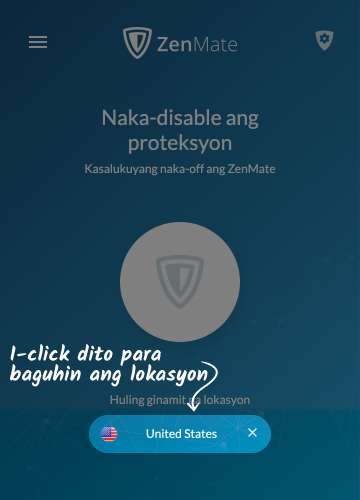 ZenMate
Naka-disable ang
proteksyon
Kasalukuyang naka-off ang ZenMate
I-click dito para
baguhin ang lokasyon
Huling ginamit na lokasyon
United States